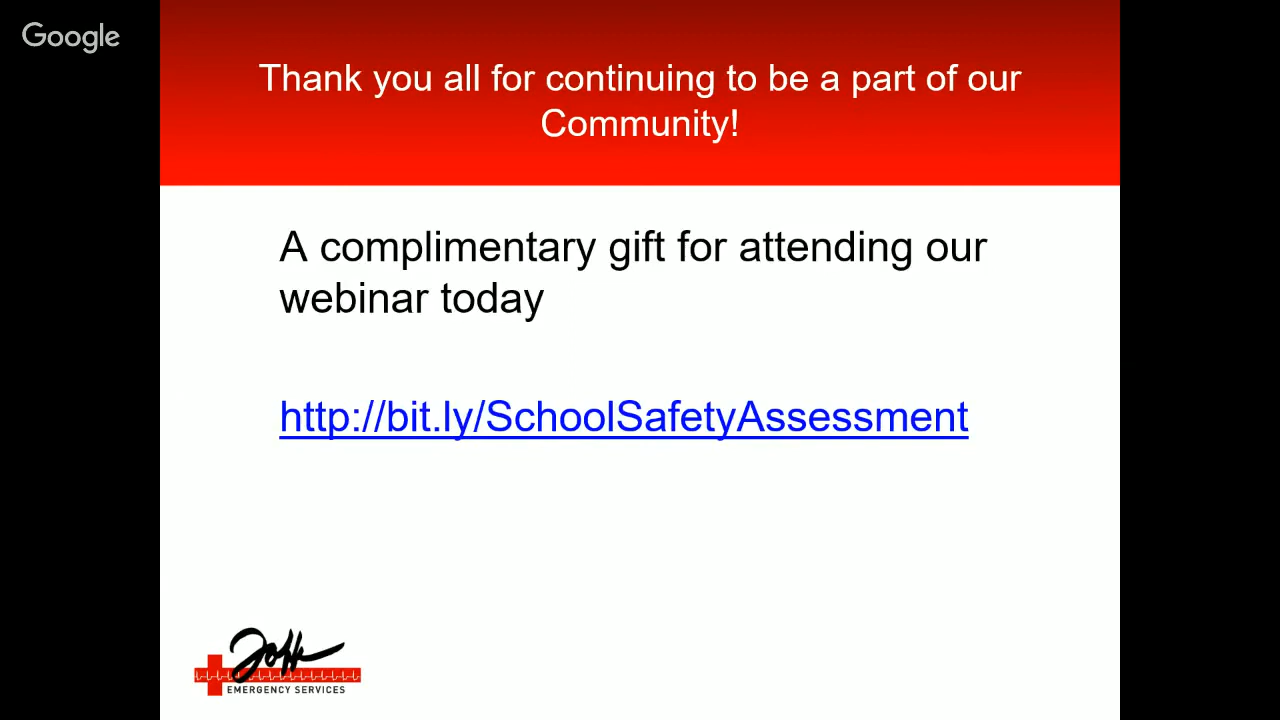 Google
Thank you all for continuing to be a part of our
Community!
A complimentary gift for attending our
webinar today
http://bit.ly/SchoolSafetyAssessment
Joffe
EMERGENCY SERVICES